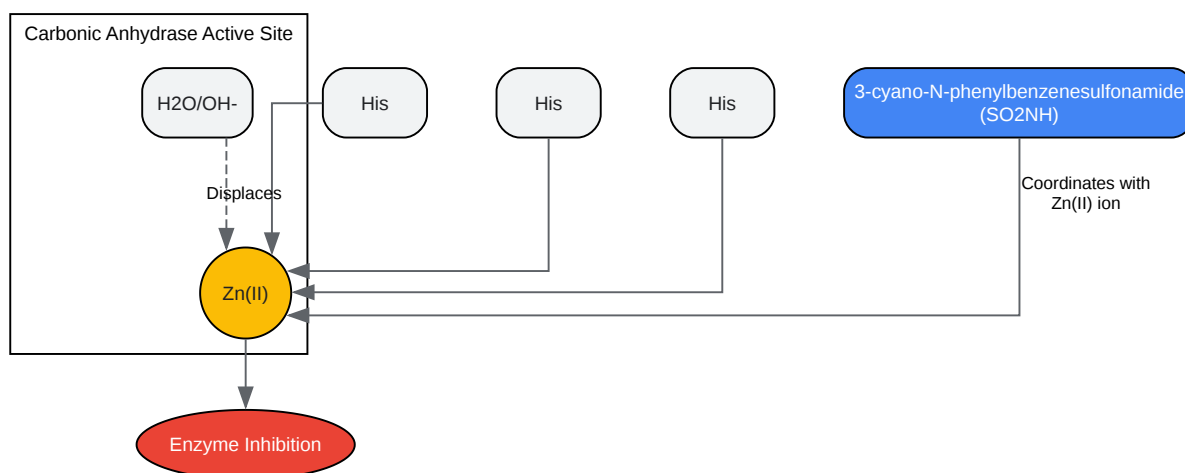 Carbonic Anhydrase Active Site
H2O/OH-
His
His
His
3-cyano-N-phenylbenzenesulfonamide
(SO2NH)
Displaces
Coordinates with
Zn(II) ion
Zn(II)
Enzyme Inhibition